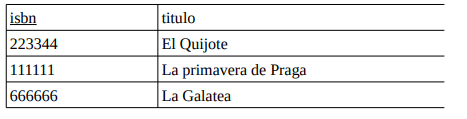 isbn titulo
223344 El Quijote
111111 La primavera de Praga
666666 La Galatea